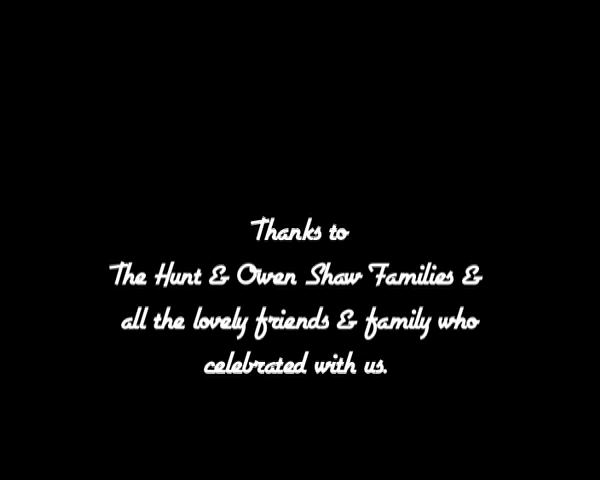 Thanks to
The Hunt & Owen Shaw Families &
all the lovely friends & family who
celebrated with us.